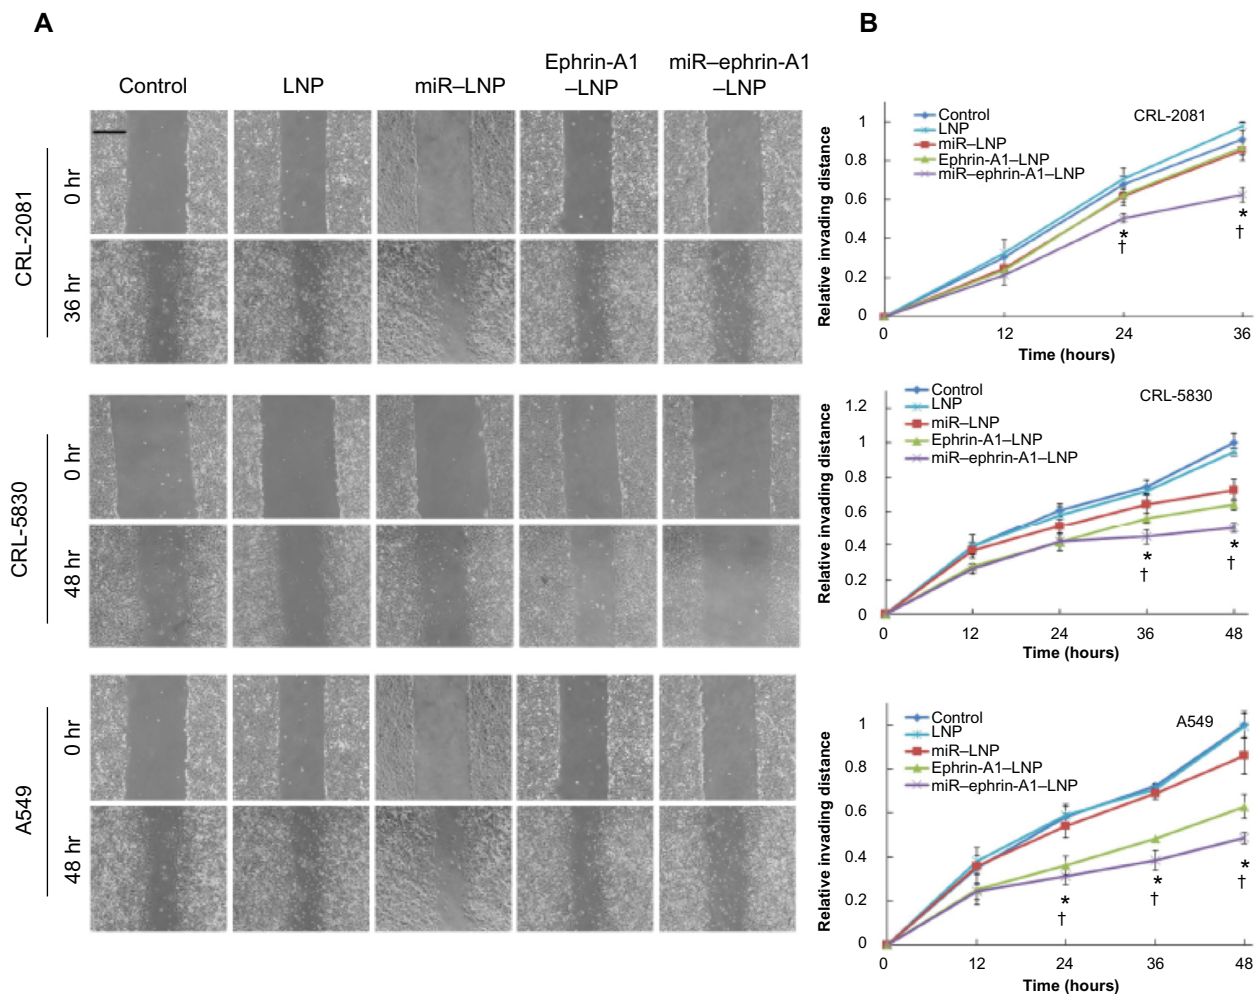 A
Control
LNP
miR–LNP
Ephrin-A1
–LNP
miR–ephrin-A1
–LNP
CRL-2081
0 hr
36 hr
CRL-5830
0 hr
48 hr
A549
0 hr
48 hr
B
CRL-2081
Control
LNP
miR–LNP
Ephrin-A1–LNP
miR–ephrin-A1–LNP
Relative invading distance
1
0.8
0.6
0.4
0.2
0
*
†
*
†
0
12
24
36
Time (hours)
CRL-5830
Control
LNP
miR–LNP
Ephrin-A1–LNP
miR–ephrin-A1–LNP
Relative invading distance
1.2
1
0.8
0.6
0.4
0.2
0
*
†
*
†
0
12
24
36
48
Time (hours)
A549
Control
LNP
miR–LNP
Ephrin-A1–LNP
miR–ephrin-A1–LNP
Relative invading distance
1
0.8
0.6
0.4
0.2
0
*
†
*
†
*
†
0
12
24
36
48
Time (hours)